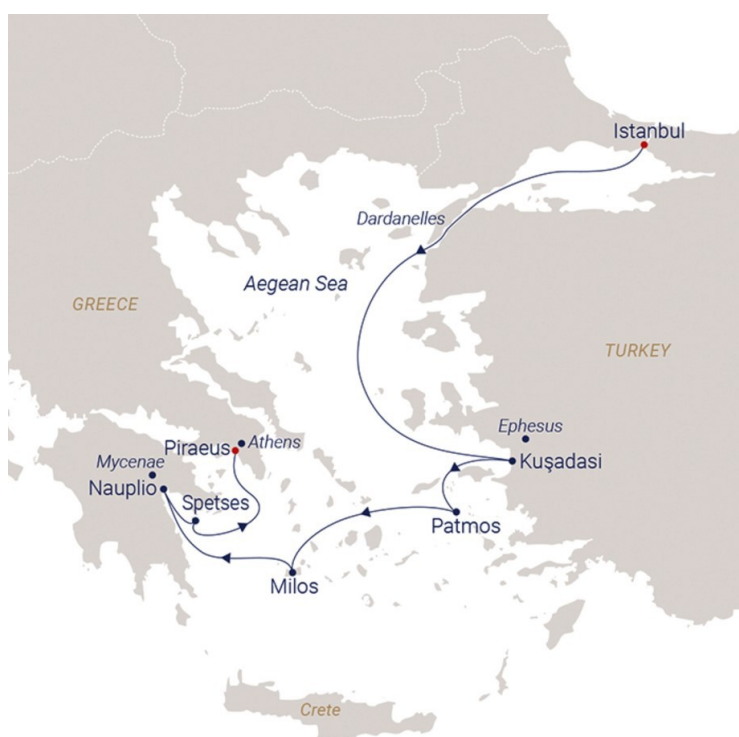 Istanbul
Dardanelles
Aegean Sea
GREECE
TURKEY
Ephesus
Athens
Piraeus
Kuşadasi
Mycenae
Nauplio
Spetses
Patmos
Milos
Crete